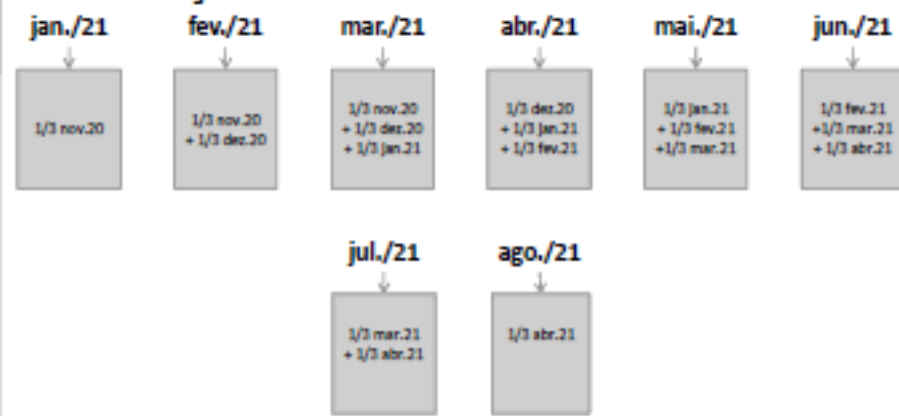 jan./21 fev./21 mar./21 abr./21 mai./21 jun./21
1/3 nov.20
1/3 nov.20
+ 1/3 dez.20
1/3 nov.20
+ 1/3 dez.20
+ 1/3 jan.21
1/3 dez.20
+ 1/3 jan.21
+ 1/3 fev.21
1/3 jan.21
+ 1/3 fev.21
+1/3 mar.21
1/3 fev.21
+1/3 mar.21
+ 1/3 abr.21
jul./21 ago./21
1/3 mar.21
+ 1/3 abr.21
1/3 abr.21